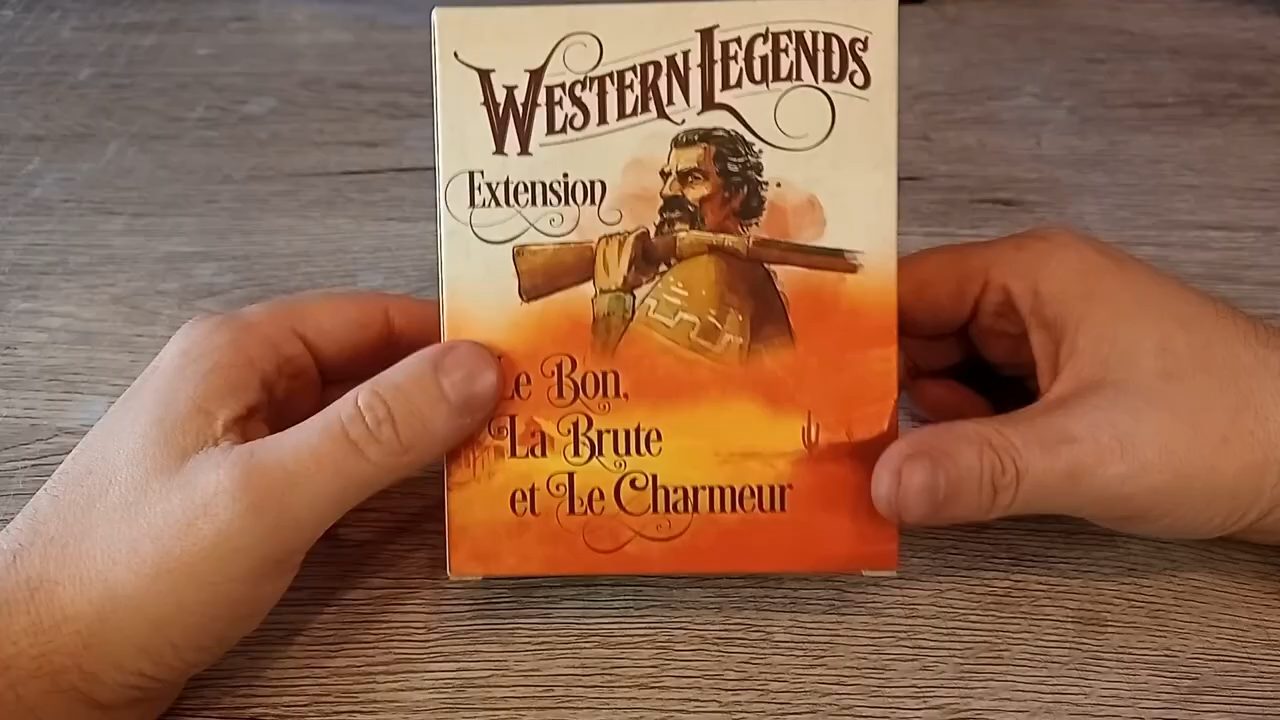 WESTERN LEGENDS
Extension
Le Bon,
La Brute
et Le Charmeur